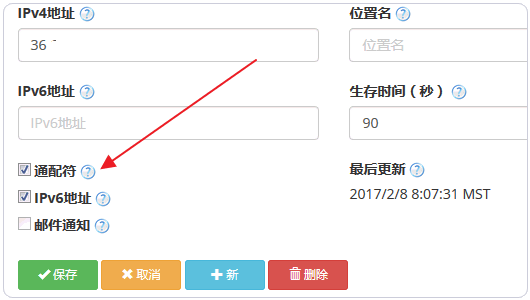 IPv4地址 位置名
36 位置名
IPv6地址 生存时间（秒）
IPv6地址 90
通配符 最后更新
IPv6地址 2017/2/8 8:07:31 MST
邮件通知
保存 取消 新 删除